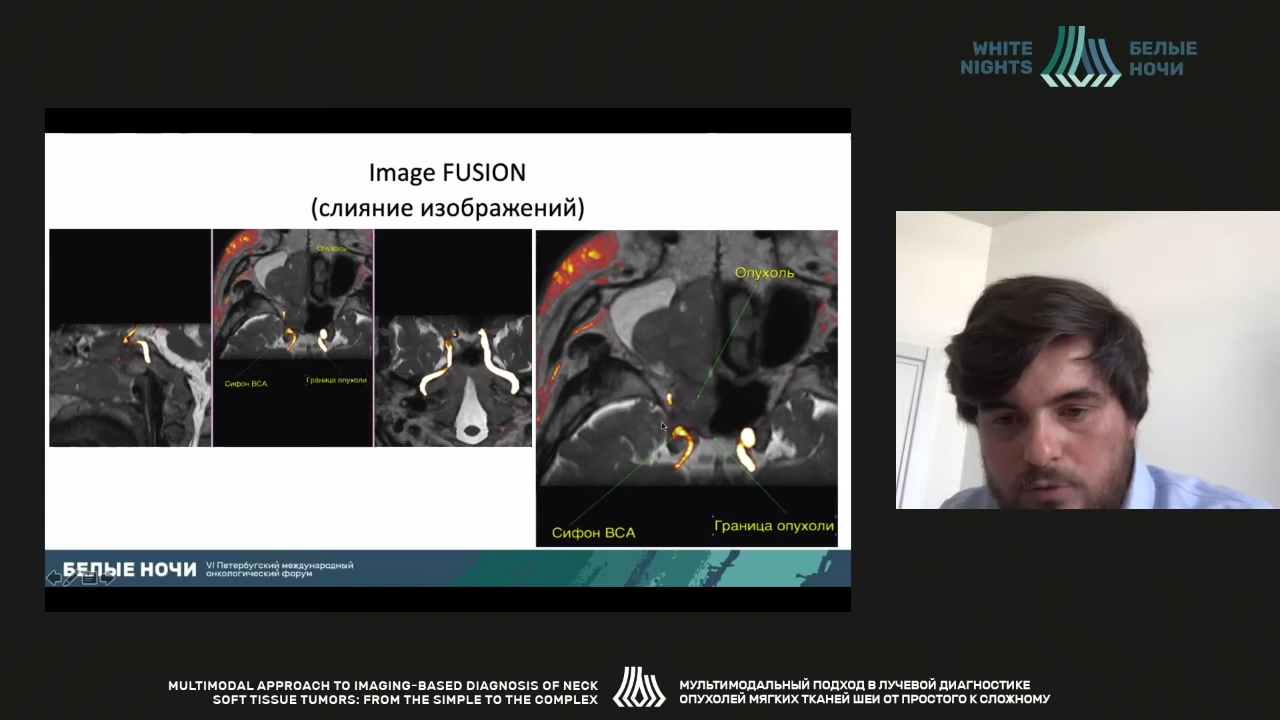 WHITE
NIGHTS
БЕЛЫЕ
НОЧИ
Image FUSION
(слияние изображений)
Опухоль
Сифон ВСА
Граница опухоли
Опухоль
Сифон ВСА
Граница опухоли
БЕЛЫЕ НОЧИ
VI Петербургский международный
онкологический форум
MULTIMODAL APPROACH TO IMAGING-BASED DIAGNOSIS OF NECK
SOFT TISSUE TUMORS: FROM THE SIMPLE TO THE COMPLEX
МУЛЬТИМОДАЛЬНЫЙ ПОДХОД В ЛУЧЕВОЙ ДИАГНОСТИКЕ
ОПУХОЛЕЙ МЯГКИХ ТКАНЕЙ ШЕИ ОТ ПРОСТОГО К СЛОЖНОМУ